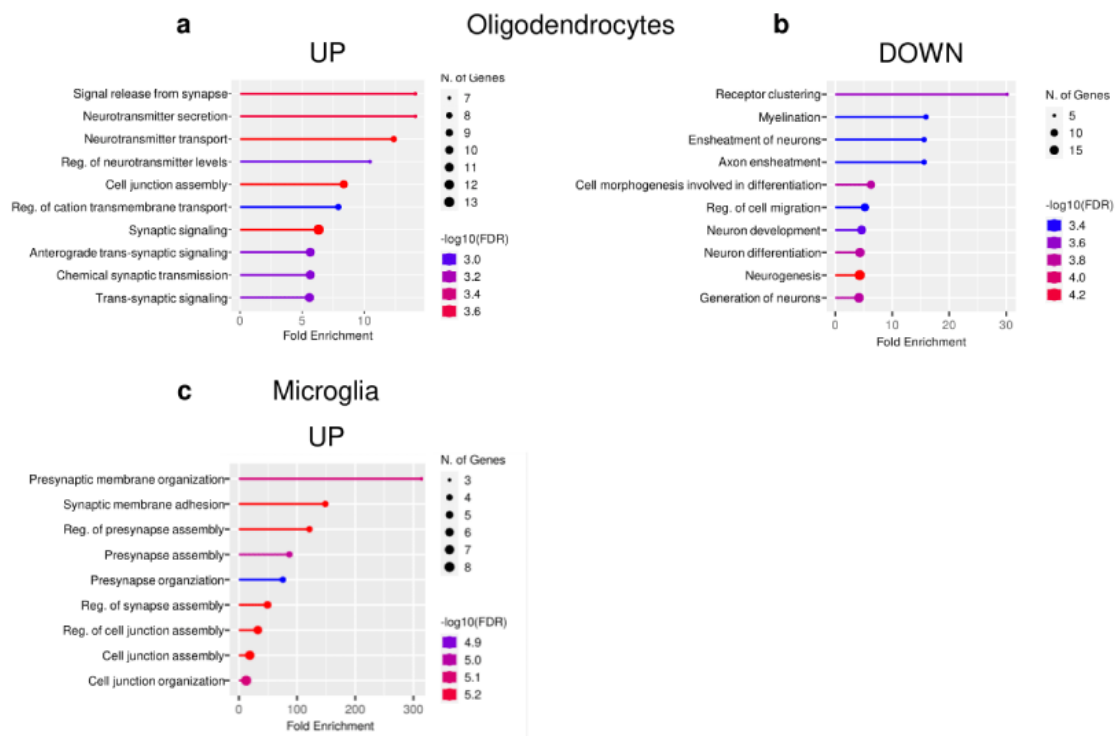 a
Oligodendrocytes
b
UP
DOWN
Signal release from synapse
Neurotransmitter secretion
Neurotransmitter transport
Reg. of neurotransmitter levels
Cell junction assembly
Reg. of cation transmembrane transport
Synaptic signaling
Anterograde trans-synaptic signaling
Chemical synaptic transmission
Trans-synaptic signaling
0
5
10
Fold Enrichment
N. of Genes
7
8
9
10
11
12
13
-log10(FDR)
3.0
3.2
3.4
3.6
Receptor clustering
Myelination
Ensheatment of neurons
Axon ensheatment
Cell morphogenesis involved in differentiation
Reg. of cell migration
Neuron development
Neuron differentiation
Neurogenesis
Generation of neurons
0
10
20
30
Fold Enrichment
N. of Genes
5
10
15
-log10(FDR)
3.4
3.6
3.8
4.0
4.2
c
Microglia
UP
Presynaptic membrane organization
Synaptic membrane adhesion
Reg. of presynapse assembly
Presynapse assembly
Presynapse organziation
Reg. of synapse assembly
Reg. of cell junction assembly
Cell junction assembly
Cell junction organization
0
100
200
300
Fold Enrichment
N. of Genes
3
4
5
6
7
8
-log10(FDR)
4.9
5.0
5.1
5.2